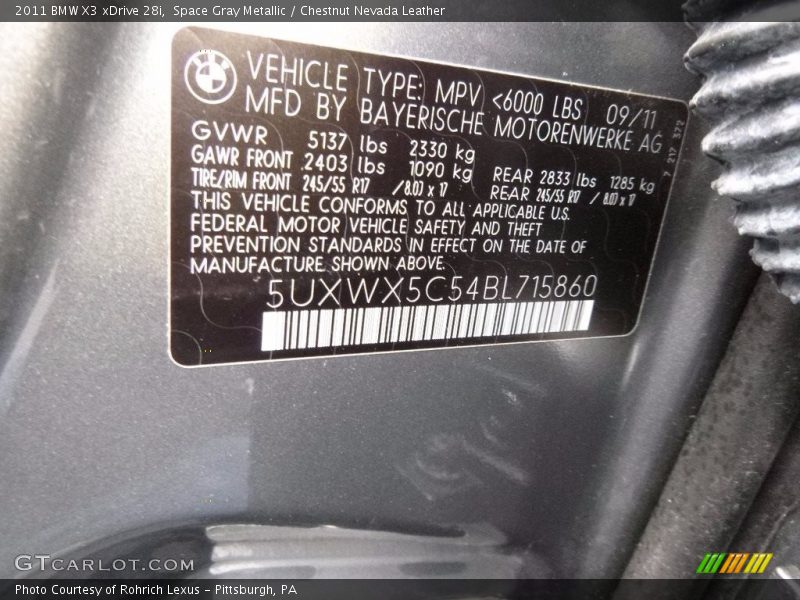 2011 BMW X3 xDrive 28i, Space Gray Metallic / Chestnut Nevada Leather
VEHICLE TYPE: MPV <6000 LBS 09/11
MFD BY BAYERISCHE MOTORENWERKE AG
GVWR 5137 lbs 2330 kg
GAWR FRONT 2403 lbs 1090 kg REAR 2833 lbs 1285 kg
TIRE/RIM FRONT 245/55 R17 / 8.0J x 17 REAR 245/55 R17 / 8.0J x 17
THIS VEHICLE CONFORMS TO ALL APPLICABLE U.S.
FEDERAL MOTOR VEHICLE SAFETY AND THEFT
PREVENTION STANDARDS IN EFFECT ON THE DATE OF
MANUFACTURE SHOWN ABOVE.
5UXWX5C54BL715860
7 217 372
GTCARLOT.COM
Photo Courtesy of Rohrich Lexus - Pittsburgh, PA